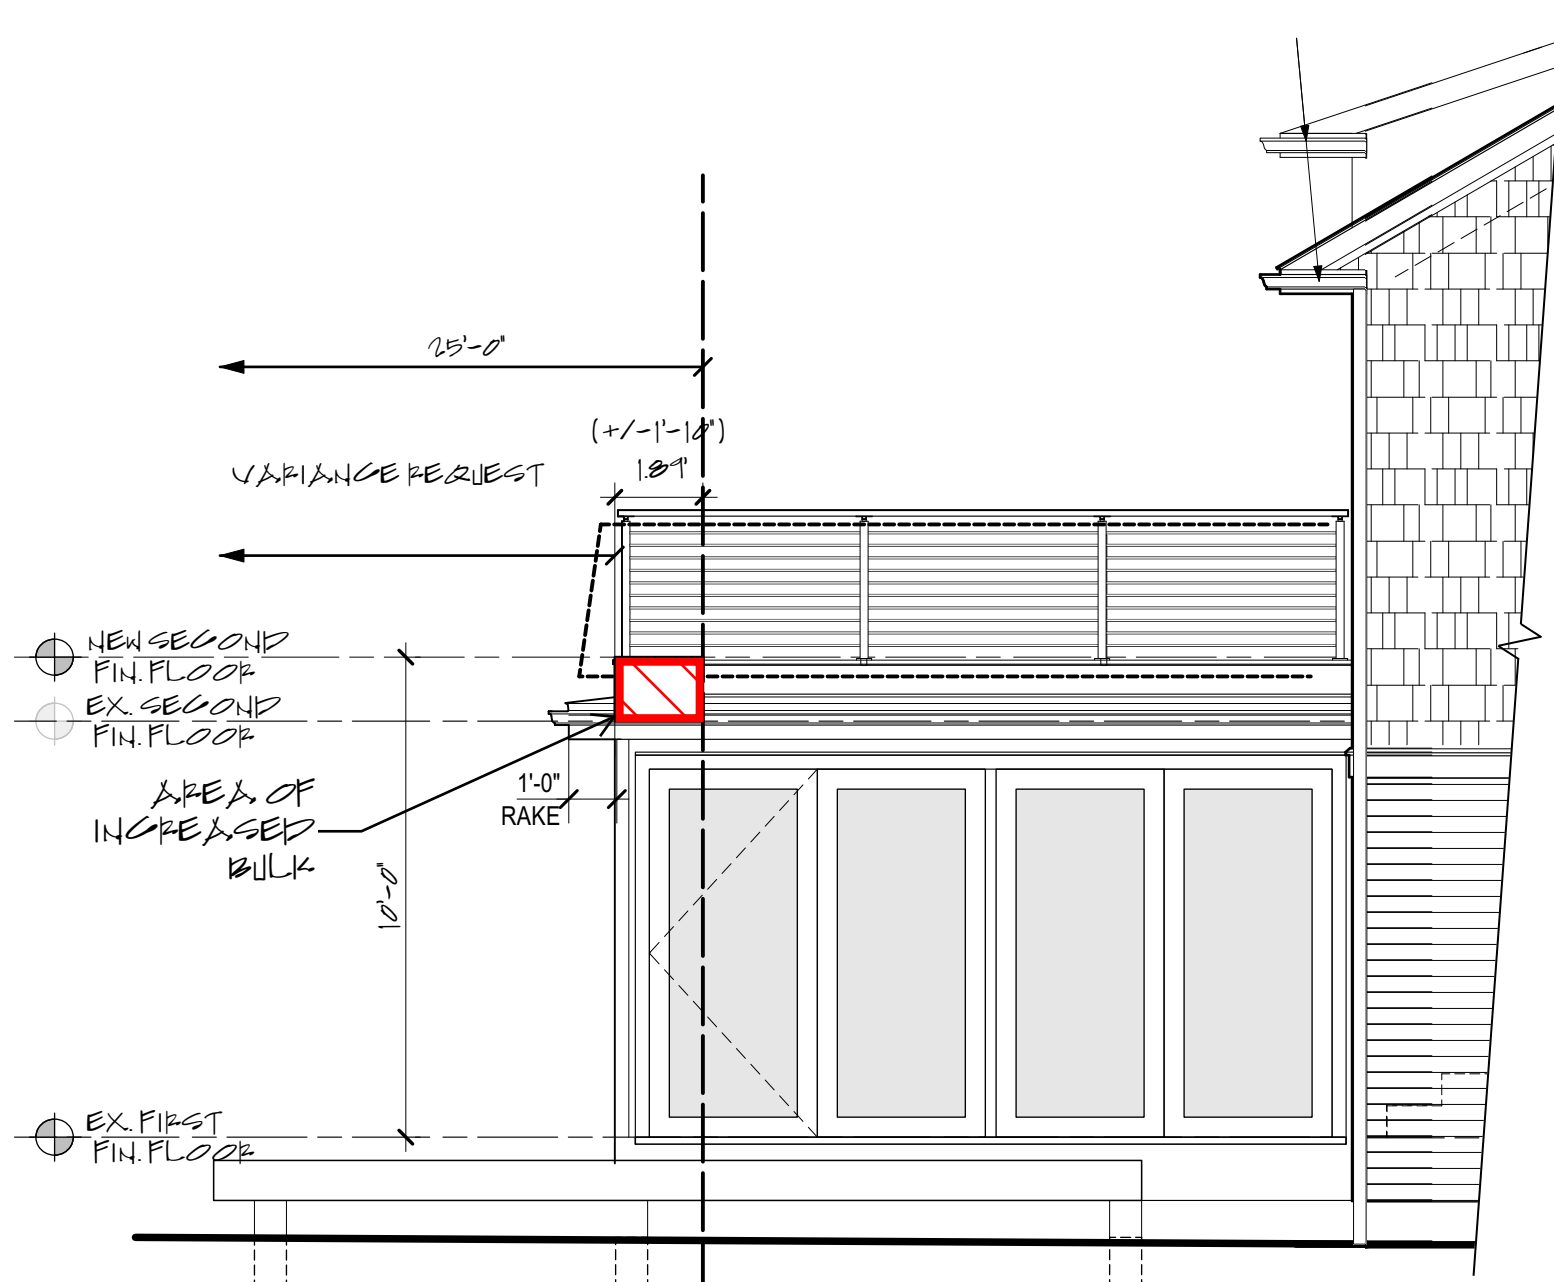 25'-0"
(+/-1'-10")
VARIANCE REQUEST
1.89'
NEW SECOND
FIN. FLOOR
EX. SECOND
FIN. FLOOR
AREA OF
INCREASED
BULK
1'-0"
RAKE
10'-0"
EX. FIRST
FIN. FLOOR